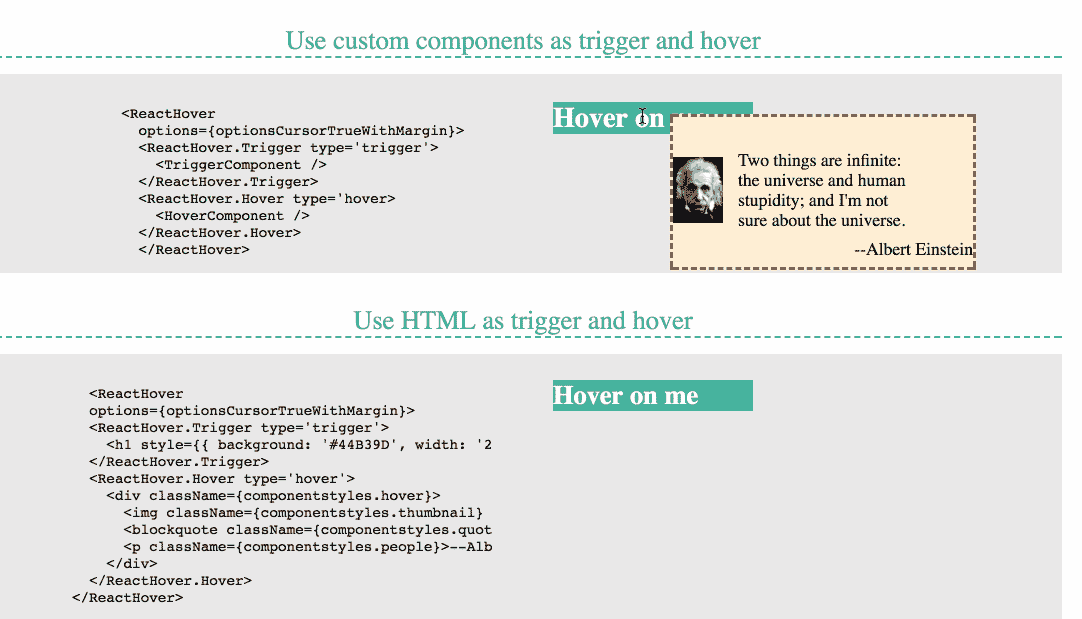 Use custom components as trigger and hover
<ReactHover
options={optionsCursorTrueWithMargin}>
<ReactHover.Trigger type='trigger'>
<TriggerComponent />
</ReactHover.Trigger>
<ReactHover.Hover type='hover>
<HoverComponent />
</ReactHover.Hover>
</ReactHover>
Hover on
Two things are infinite:
the universe and human
stupidity; and I'm not
sure about the universe.
--Albert Einstein
Use HTML as trigger and hover
<ReactHover
options={optionsCursorTrueWithMargin}>
<ReactHover.Trigger type='trigger'>
<h1 style={{ background: '#44B39D', width: '2
</ReactHover.Trigger>
<ReactHover.Hover type='hover'>
<div className={componentstyles.hover}>
<img className={componentstyles.thumbnail}
<blockquote className={componentstyles.quot
<p className={componentstyles.people}>--Alb
</div>
</ReactHover.Hover>
</ReactHover>
Hover on me